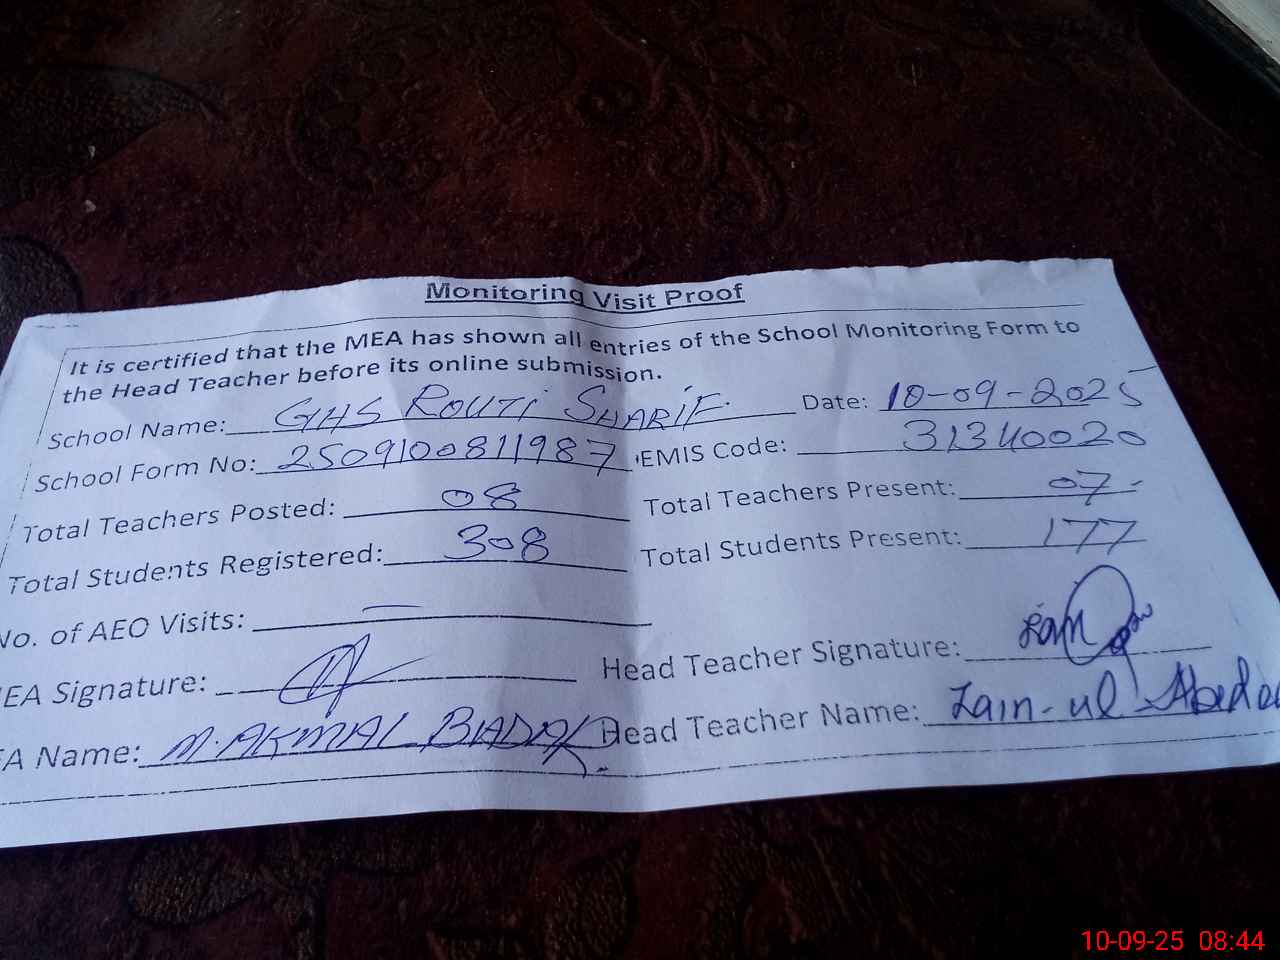 Monitoring Visit Proof
It is certified that the MEA has shown all entries of the School Monitoring Form to
the Head Teacher before its online submission.
School Name: GHS ROUTI SHARIF. Date: 10-09-2025
School Form No: 2509100811987 EMIS Code: 31340020
Total Teachers Posted: 08 Total Teachers Present: 07-
Total Students Registered: 308 Total Students Present: 177
No. of AEO Visits: —
EA Signature: Head Teacher Signature: Zain
A Name: M. AKMAL Head Teacher Name: Zain-ul
10-09-25 08:44